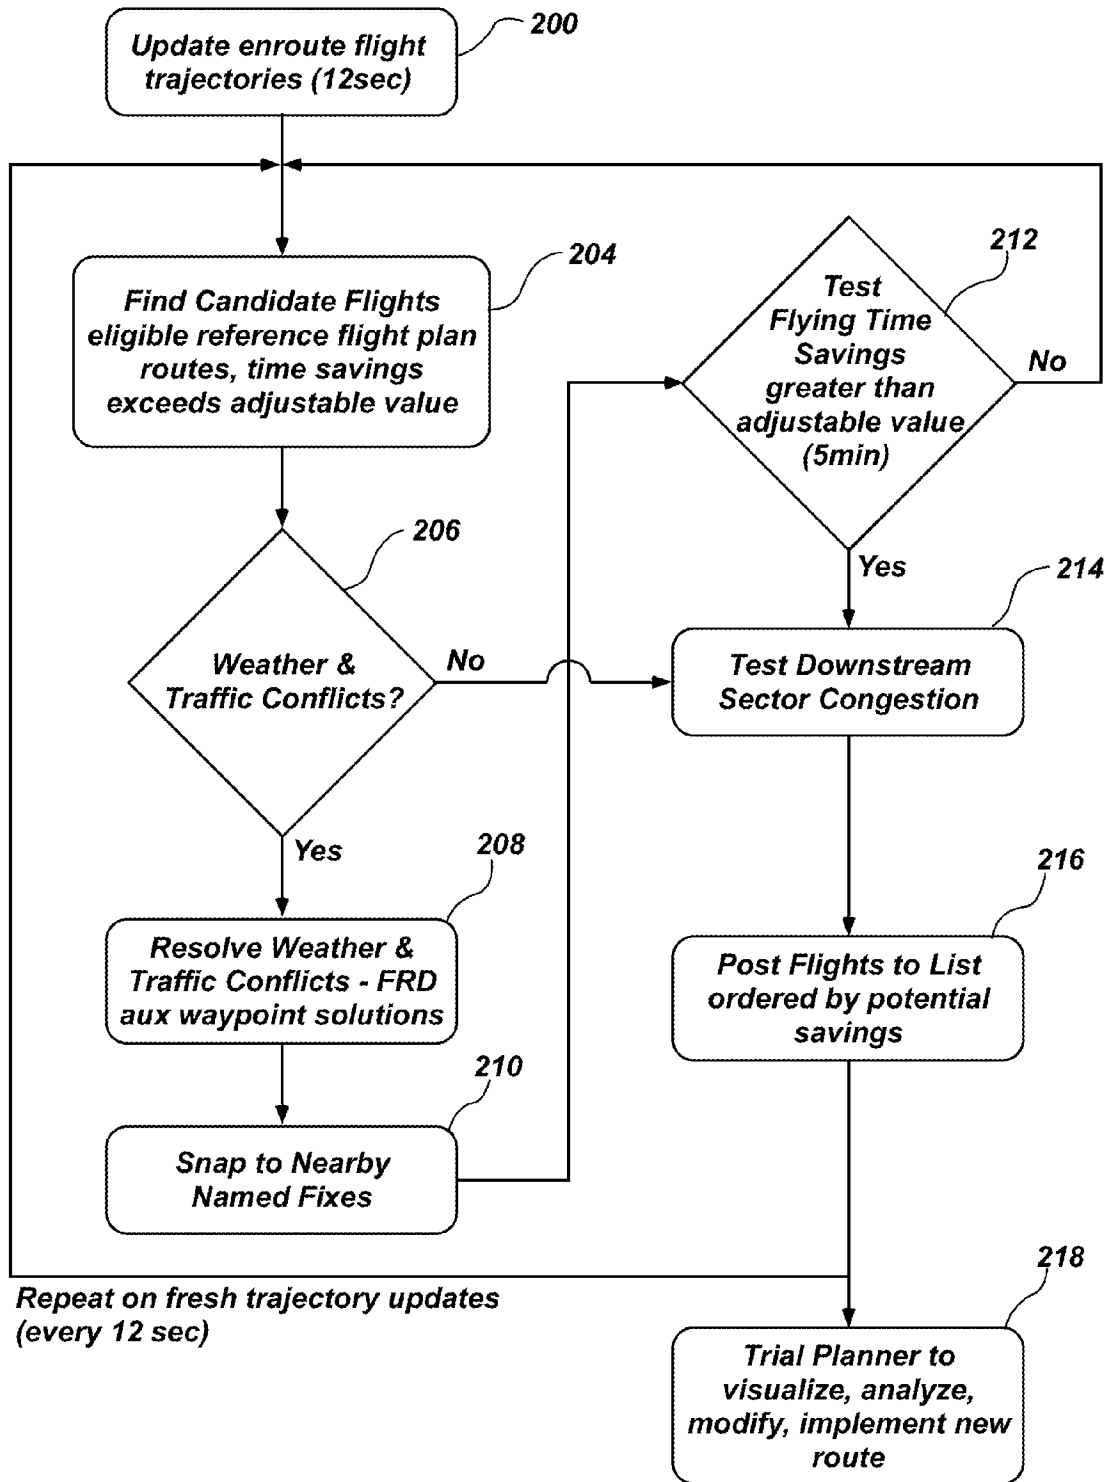 Update enroute flight
trajectories (12sec)
200
Find Candidate Flights
eligible reference flight plan
routes, time savings
exceeds adjustable value
204
Weather &
Traffic Conflicts?
206
No
Yes
Resolve Weather &
Traffic Conflicts - FRD
aux waypoint solutions
208
Snap to Nearby
Named Fixes
210
Test
Flying Time
Savings
greater than
adjustable value
(5min)
212
No
Yes
Test Downstream
Sector Congestion
214
Post Flights to List
ordered by potential
savings
216
Repeat on fresh trajectory updates
(every 12 sec)
Trial Planner to
visualize, analyze,
modify, implement new
route
218